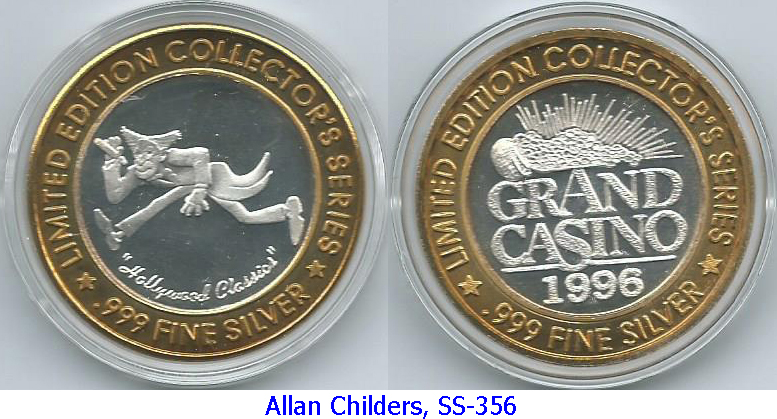 LIMITED EDITION COLLECTOR'S SERIES
"Hollywood Classics"
.999 FINE SILVER
LIMITED EDITION COLLECTOR'S SERIES
GRAND
CASINO
1996
.999 FINE SILVER
Allan Childers, SS-356